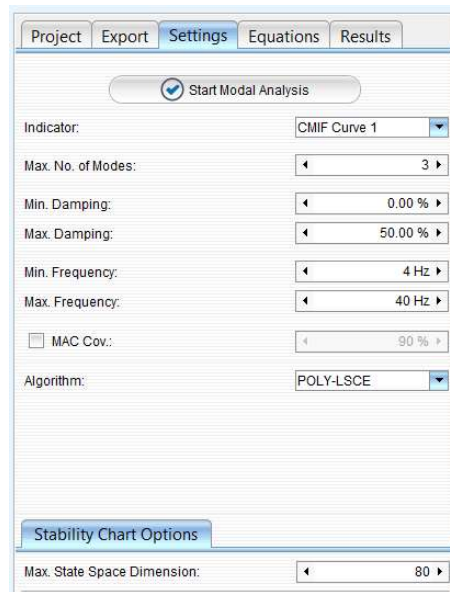 Project Export Settings Equations Results
Start Modal Analysis
Indicator: CMIF Curve 1
Max. No. of Modes: 3
Min. Damping: 0.00 %
Max. Damping: 50.00 %
Min. Frequency: 4 Hz
Max. Frequency: 40 Hz
MAC Cov.: 90 %
Algorithm: POLY-LSCE
Stability Chart Options
Max. State Space Dimension: 80